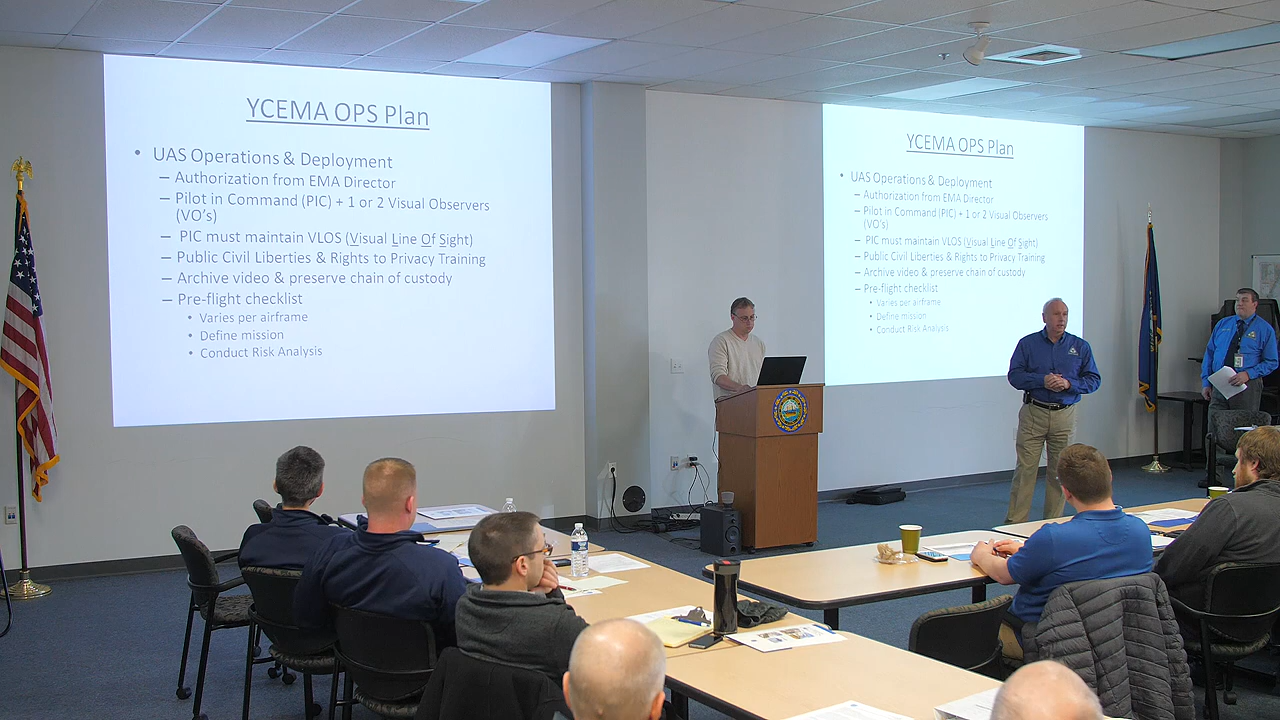 YCEMA OPS Plan
• UAS Operations & Deployment
– Authorization from EMA Director
– Pilot in Command (PIC) + 1 or 2 Visual Observers
(VO's)
– PIC must maintain VLOS (Visual Line Of Sight)
– Public Civil Liberties & Rights to Privacy Training
– Archive video & preserve chain of custody
– Pre-flight checklist
• Varies per airframe
• Define mission
• Conduct Risk Analysis
YCEMA OPS Plan
• UAS Operations & Deployment
– Authorization from EMA Director
– Pilot in Command (PIC) + 1 or 2 Visual Observers
(VO's)
– PIC must maintain VLOS (Visual Line Of Sight)
– Public Civil Liberties & Rights to Privacy Training
– Archive video & preserve chain of custody
– Pre-flight checklist
• Varies per airframe
• Define mission
• Conduct Risk Analysis